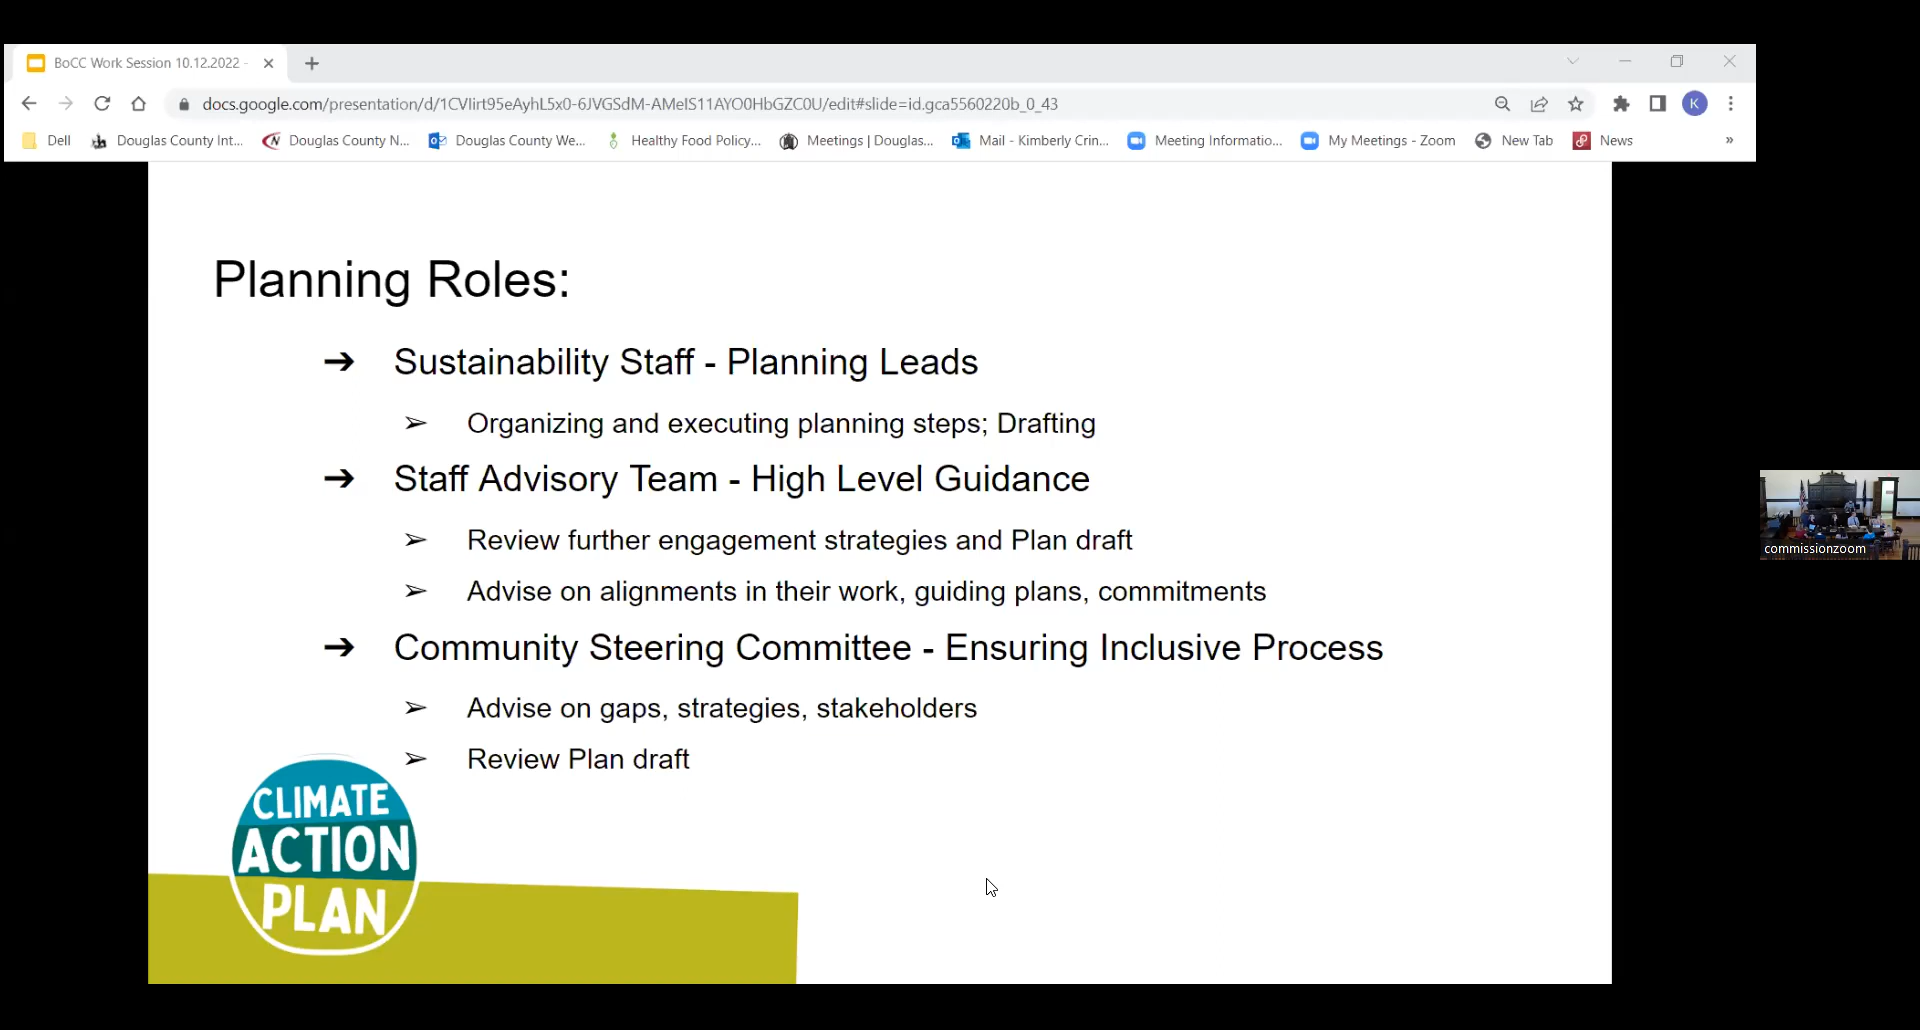 BoCC Work Session 10.12.2022 -
docs.google.com/presentation/d/1CVlirt95eAyhL5x0-6JVGSdM-AMeIS11AYO0HbGZC0U/edit#slide=id.gca5560220b_0_43
K
Dell
Douglas County Int...
Douglas County N...
Douglas County We...
Healthy Food Policy...
Meetings | Douglas...
Mail - Kimberly Crin...
Meeting Informatio...
My Meetings - Zoom
New Tab
News
»
Planning Roles:
➔ Sustainability Staff - Planning Leads
➢ Organizing and executing planning steps; Drafting
➔ Staff Advisory Team - High Level Guidance
➢ Review further engagement strategies and Plan draft
➢ Advise on alignments in their work, guiding plans, commitments
➔ Community Steering Committee - Ensuring Inclusive Process
➢ Advise on gaps, strategies, stakeholders
➢ Review Plan draft
CLIMATE
ACTION
PLAN
commissionzoom